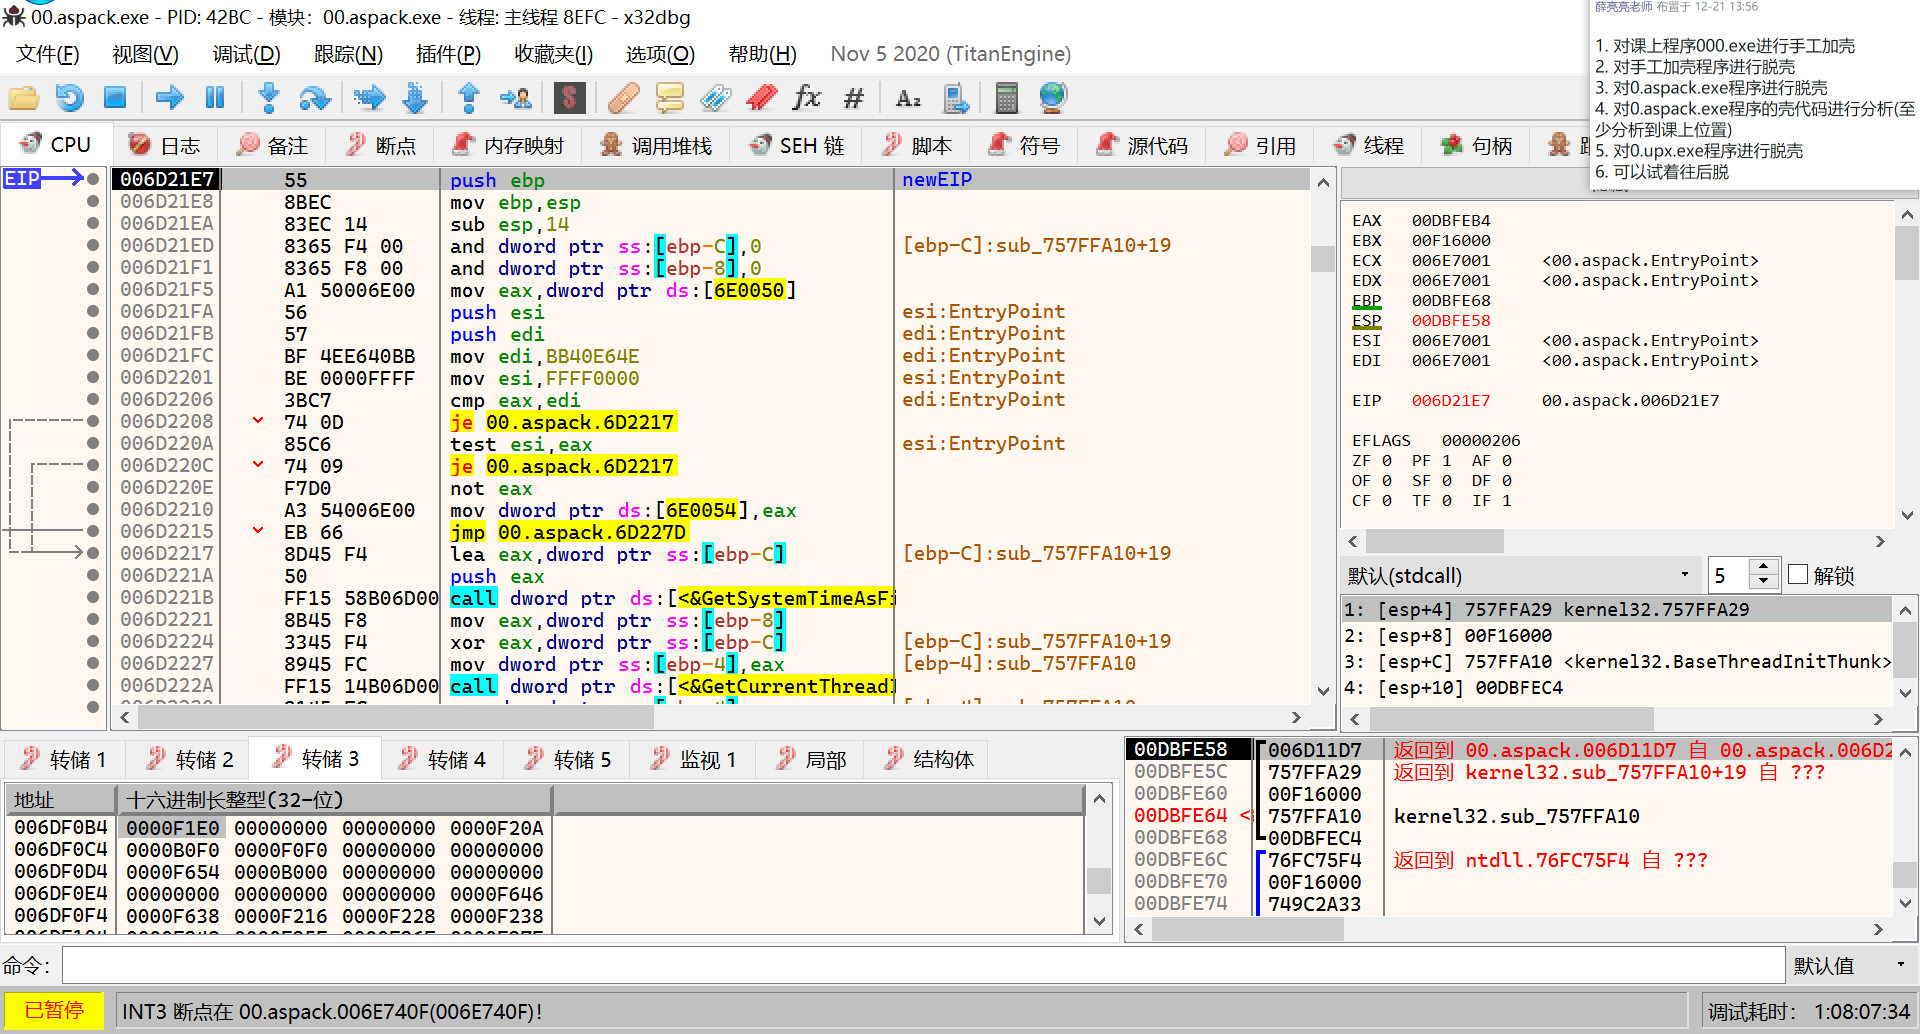 00.aspack.exe - PID: 42BC - 模块: 00.aspack.exe - 线程: 主线程 8EFC - x32dbg
文件(F) 视图(V) 调试(D) 跟踪(N) 插件(P) 收藏夹(I) 选项(O) 帮助(H) Nov 5 2020 (TitanEngine)
薛亮亮老师 布置于 12-21 13:56
1. 对课上程序000.exe进行手工加壳
2. 对手工加壳程序进行脱壳
3. 对0.aspack.exe程序进行脱壳
4. 对0.aspack.exe程序的壳代码进行分析(至
少分析到课上位置)
5. 对0.upx.exe程序进行脱壳
6. 可以试着往后脱
CPU 日志 备注 断点 内存映射 调用堆栈 SEH 链 脚本 符号 源代码 引用 线程 句柄
EIP 006D21E7 55 push ebp newEIP
006D21E8 8BEC mov ebp,esp
006D21EA 83EC 14 sub esp,14
006D21ED 8365 F4 00 and dword ptr ss:[ebp-C],0 [ebp-C]:sub_757FFA10+19
006D21F1 8365 F8 00 and dword ptr ss:[ebp-8],0
006D21F5 A1 50006E00 mov eax,dword ptr ds:[6E0050]
006D21FA 56 push esi esi:EntryPoint
006D21FB 57 push edi edi:EntryPoint
006D21FC BF 4EE640BB mov edi,BB40E64E edi:EntryPoint
006D2201 BE 0000FFFF mov esi,FFFF0000 esi:EntryPoint
006D2206 3BC7 cmp eax,edi edi:EntryPoint
006D2208 74 0D je 00.aspack.6D2217
006D220A 85C6 test esi,eax esi:EntryPoint
006D220C 74 09 je 00.aspack.6D2217
006D220E F7D0 not eax
006D2210 A3 54006E00 mov dword ptr ds:[6E0054],eax
006D2215 EB 66 jmp 00.aspack.6D227D
006D2217 8D45 F4 lea eax,dword ptr ss:[ebp-C] [ebp-C]:sub_757FFA10+19
006D221A 50 push eax
006D221B FF15 58B06D00 call dword ptr ds:[<&GetSystemTimeAsFi
006D2221 8B45 F8 mov eax,dword ptr ss:[ebp-8]
006D2224 3345 F4 xor eax,dword ptr ss:[ebp-C] [ebp-C]:sub_757FFA10+19
006D2227 8945 FC mov dword ptr ss:[ebp-4],eax [ebp-4]:sub_757FFA10
006D222A FF15 14B06D00 call dword ptr ds:[<&GetCurrentThreadI
EAX 00DBFEB4
EBX 00F16000
ECX 006E7001 <00.aspack.EntryPoint>
EDX 006E7001 <00.aspack.EntryPoint>
EBP 00DBFE68
ESP 00DBFE58
ESI 006E7001 <00.aspack.EntryPoint>
EDI 006E7001 <00.aspack.EntryPoint>
EIP 006D21E7 00.aspack.006D21E7
EFLAGS 00000206
ZF 0 PF 1 AF 0
OF 0 SF 0 DF 0
CF 0 TF 0 IF 1
默认(stdcall) 5 解锁
1: [esp+4] 757FFA29 kernel32.757FFA29
2: [esp+8] 00F16000
3: [esp+C] 757FFA10 <kernel32.BaseThreadInitThunk>
4: [esp+10] 00DBFEC4
转储 1 转储 2 转储 3 转储 4 转储 5 监视 1 局部 结构体
地址 十六进制长整型(32-位)
006DF0B4 0000F1E0 00000000 00000000 0000F20A
006DF0C4 0000B0F0 0000F0F0 00000000 00000000
006DF0D4 0000F654 0000B000 00000000 00000000
006DF0E4 00000000 00000000 00000000 0000F646
006DF0F4 0000F638 0000F216 0000F228 0000F238
00DBFE58 006D11D7 返回到 00.aspack.006D11D7 自 00.aspack.006D2
00DBFE5C 757FFA29 返回到 kernel32.sub_757FFA10+19 自 ???
00DBFE60 00F16000
00DBFE64 < 757FFA10 kernel32.sub_757FFA10
00DBFE68 00DBFEC4
00DBFE6C 76FC75F4 返回到 ntdll.76FC75F4 自 ???
00DBFE70 00F16000
00DBFE74 749C2A33
命令: 默认值
已暂停 INT3 断点在 00.aspack.006E740F(006E740F)! 调试耗时: 1:08:07:34